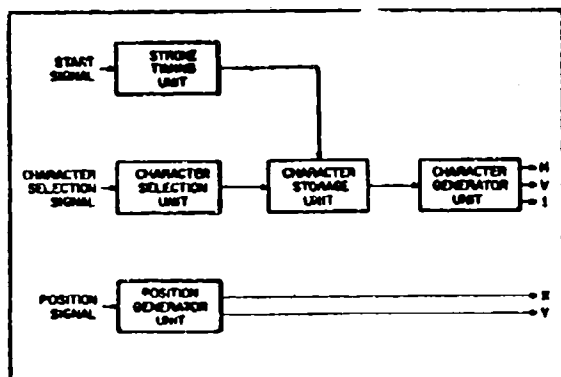 START
SIGNAL
STROKE
TIMING
UNIT
CHARACTER
SELECTION
SIGNAL
CHARACTER
SELECTION
UNIT
CHARACTER
STORAGE
UNIT
CHARACTER
GENERATOR
UNIT
H
V
I
POSITION
SIGNAL
POSITION
GENERATOR
UNIT
X
Y